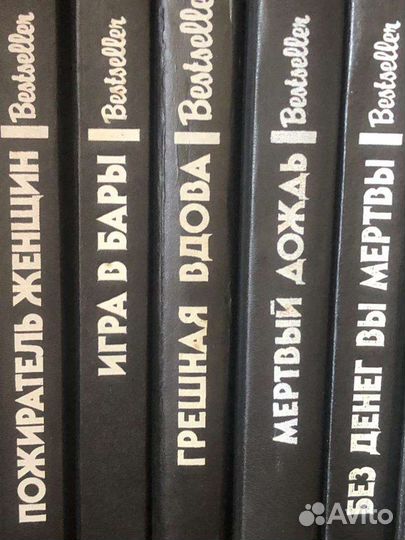 ПОЖИРАТЕЛЬ ЖЕНЩИН Bestseller
ИГРА В БАРЫ Bestseller
ГРЕШНАЯ ВДОВА Bestseller
МЕРТВЫЙ ДОЖДЬ Bestseller
БЕЗ ДЕНЕГ ВЫ МЕРТВЫ Bestseller
Avito